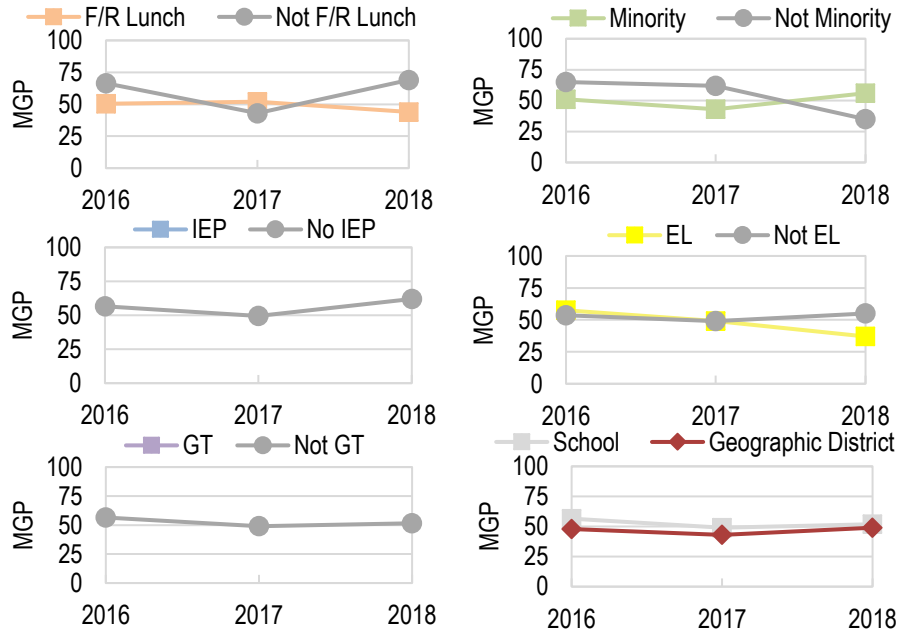 F/R Lunch Not F/R Lunch
100
75
50
25
0
MGP
2016 2017 2018
Minority Not Minority
100
75
50
25
0
MGP
2016 2017 2018
IEP No IEP
100
75
50
25
0
MGP
2016 2017 2018
EL Not EL
100
75
50
25
0
MGP
2016 2017 2018
GT Not GT
100
75
50
25
0
MGP
2016 2017 2018
School Geographic District
100
75
50
25
0
MGP
2016 2017 2018